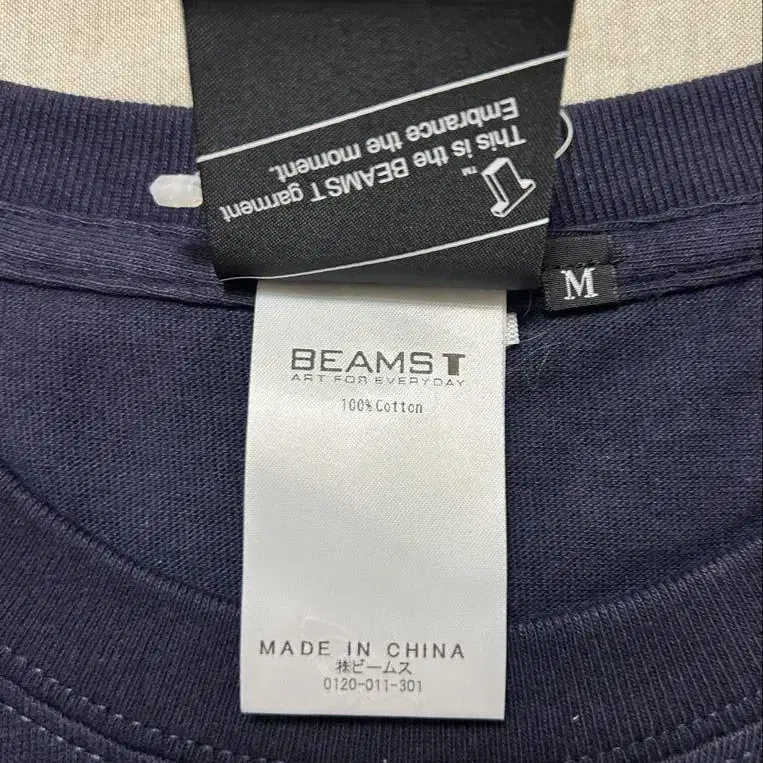 This is the BEAMS T garment
Embrance the moment.
TM
M
BEAMS T
ART FOR EVERYDAY
100% Cotton
MADE IN CHINA
㈱ビームス
0120-011-301